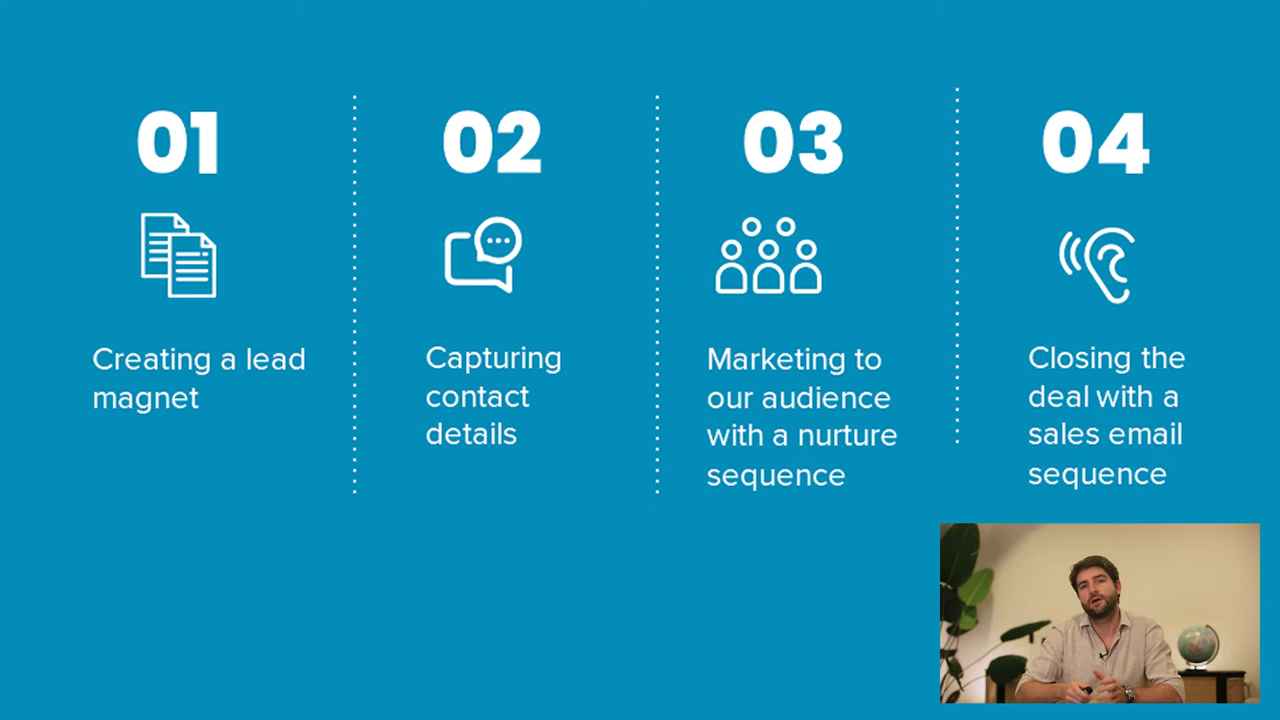 01
Creating a lead
magnet
02
Capturing
contact
details
03
Marketing to
our audience
with a nurture
sequence
04
Closing the
deal with a
sales email
sequence